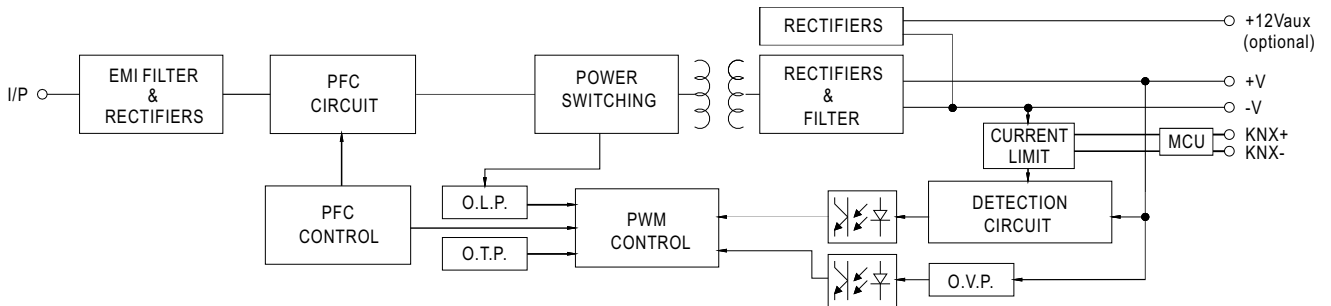 RECTIFIERS
+12Vaux
(optional)
I/P
EMI FILTER
&
RECTIFIERS
PFC
CIRCUIT
POWER
SWITCHING
RECTIFIERS
&
FILTER
+V
-V
CURRENT
LIMIT
MCU
KNX+
KNX-
PFC
CONTROL
O.L.P.
O.T.P.
PWM
CONTROL
DETECTION
CIRCUIT
O.V.P.